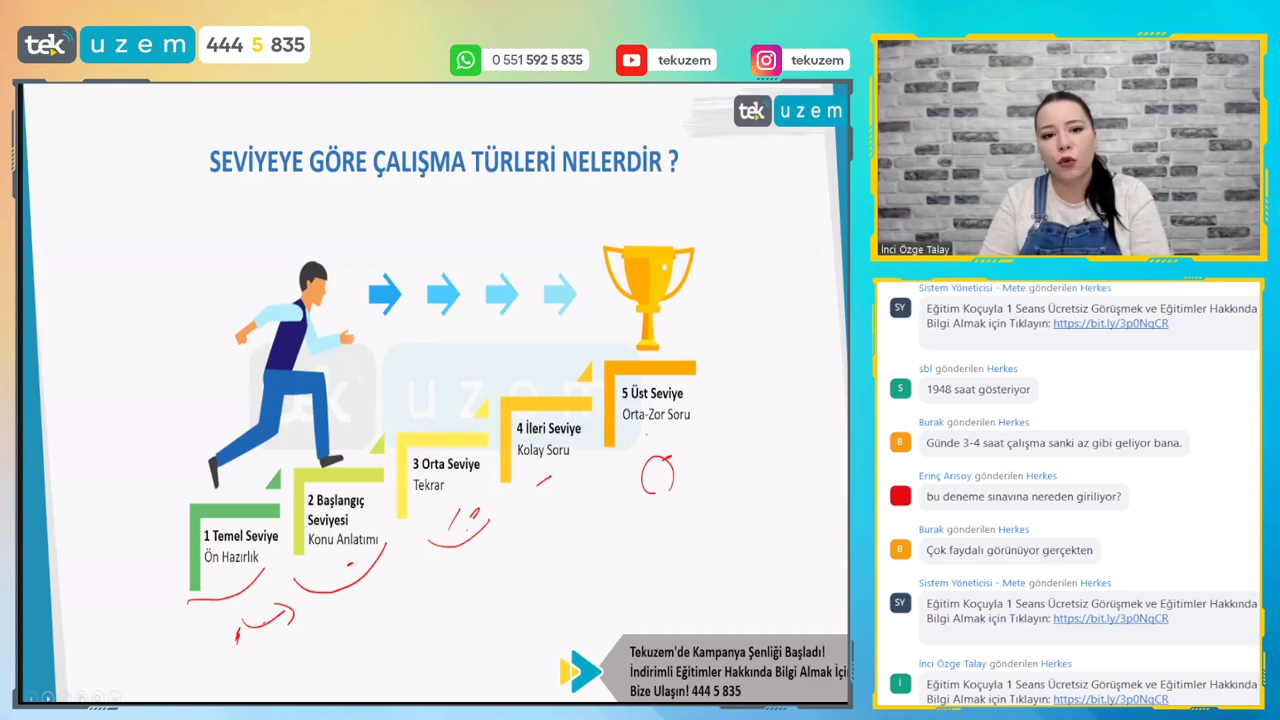 tek uzem 444 5 835
0 551 592 5 835
tekuzem
tekuzem
tek uzem
SEVİYEYE GÖRE ÇALIŞMA TÜRLERİ NELERDİR ?
tek uzem
5 Üst Seviye
Orta-Zor Soru
4 İleri Seviye
Kolay Soru
3 Orta Seviye
Tekrar
2 Başlangıç
Seviyesi
Konu Anlatımı
1 Temel Seviye
Ön Hazırlık
Tekuzem'de Kampanya Şenliği Başladı!
İndirimli Eğitimler Hakkında Bilgi Almak İçi
Bize Ulaşın! 444 5 835
İnci Özge Talay
Sistem Yöneticisi - Mete gönderilen Herkes
SY
Eğitim Koçuyla 1 Seans Ücretsiz Görüşmek ve Eğitimler Hakkında
Bilgi Almak için Tıklayın: https://bit.ly/3p0NqCR
sbl gönderilen Herkes
S
1948 saat gösteriyor
Burak gönderilen Herkes
B
Günde 3-4 saat çalışma sanki az gibi geliyor bana.
Erinç Arısoy gönderilen Herkes
bu deneme sınavına nereden giriliyor?
Burak gönderilen Herkes
B
Çok faydalı görünüyor gerçekten
Sistem Yöneticisi - Mete gönderilen Herkes
SY
Eğitim Koçuyla 1 Seans Ücretsiz Görüşmek ve Eğitimler Hakkında
Bilgi Almak için Tıklayın: https://bit.ly/3p0NqCR
İnci Özge Talay gönderilen Herkes
İ
Eğitim Koçuyla 1 Seans Ücretsiz Görüşmek ve Eğitimler Hakkında
Bilgi Almak için Tıklayın: https://bit.ly/3p0NqCR